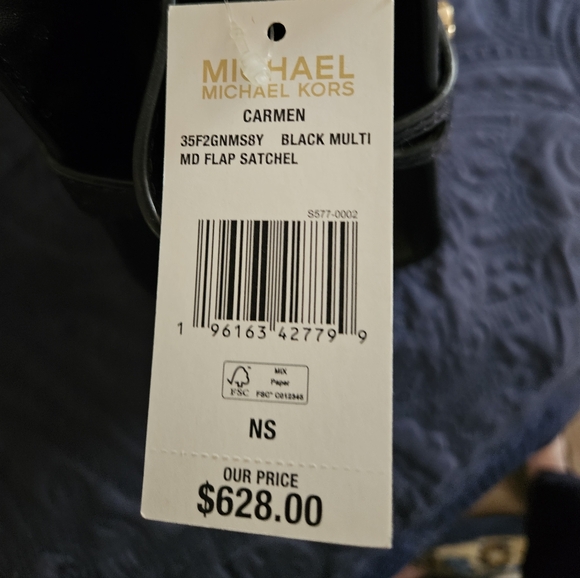 MICHAEL
MICHAEL KORS
CARMEN
35F2GNMS8Y BLACK MULTI
MD FLAP SATCHEL
S577-0002
1 96163 42779 9
FSC™ MIX
Paper
FSC® C012345
NS
OUR PRICE
$628.00